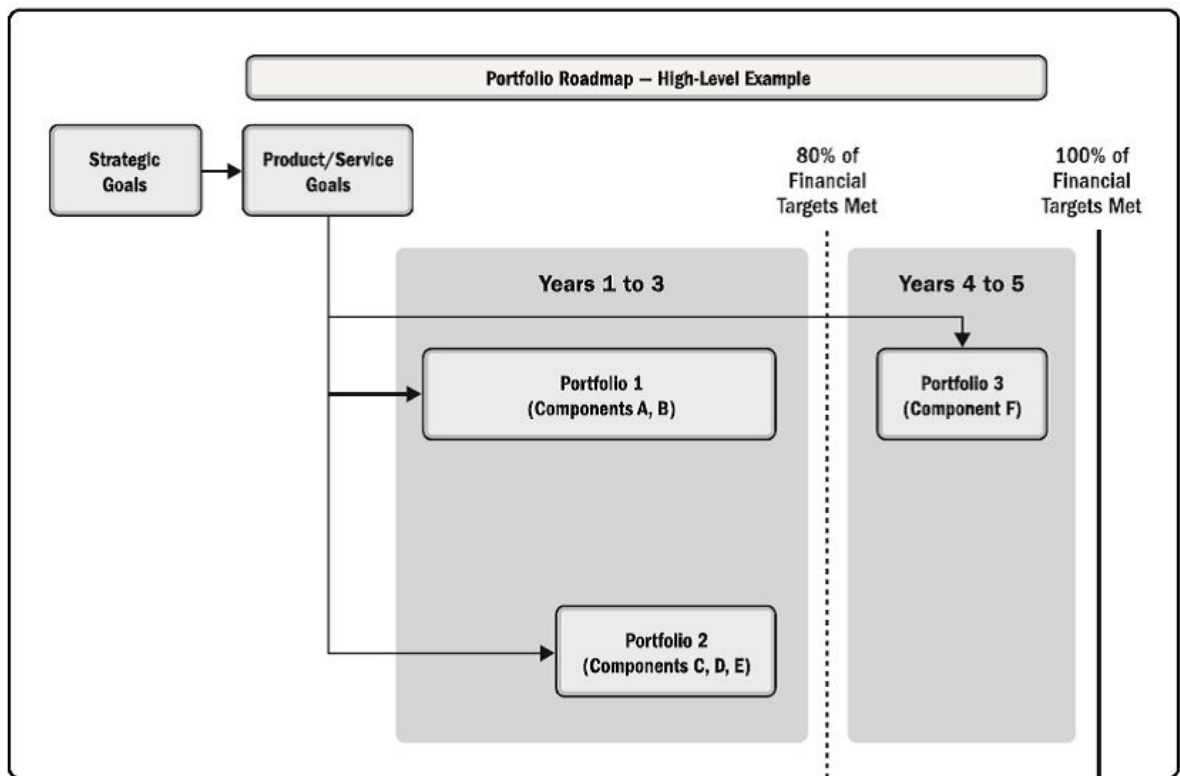 Portfolio Roadmap — High-Level Example
Strategic
Goals
Product/Service
Goals
80% of
Financial
Targets Met
100% of
Financial
Targets Met
Years 1 to 3
Years 4 to 5
Portfolio 1
(Components A, B)
Portfolio 3
(Component F)
Portfolio 2
(Components C, D, E)